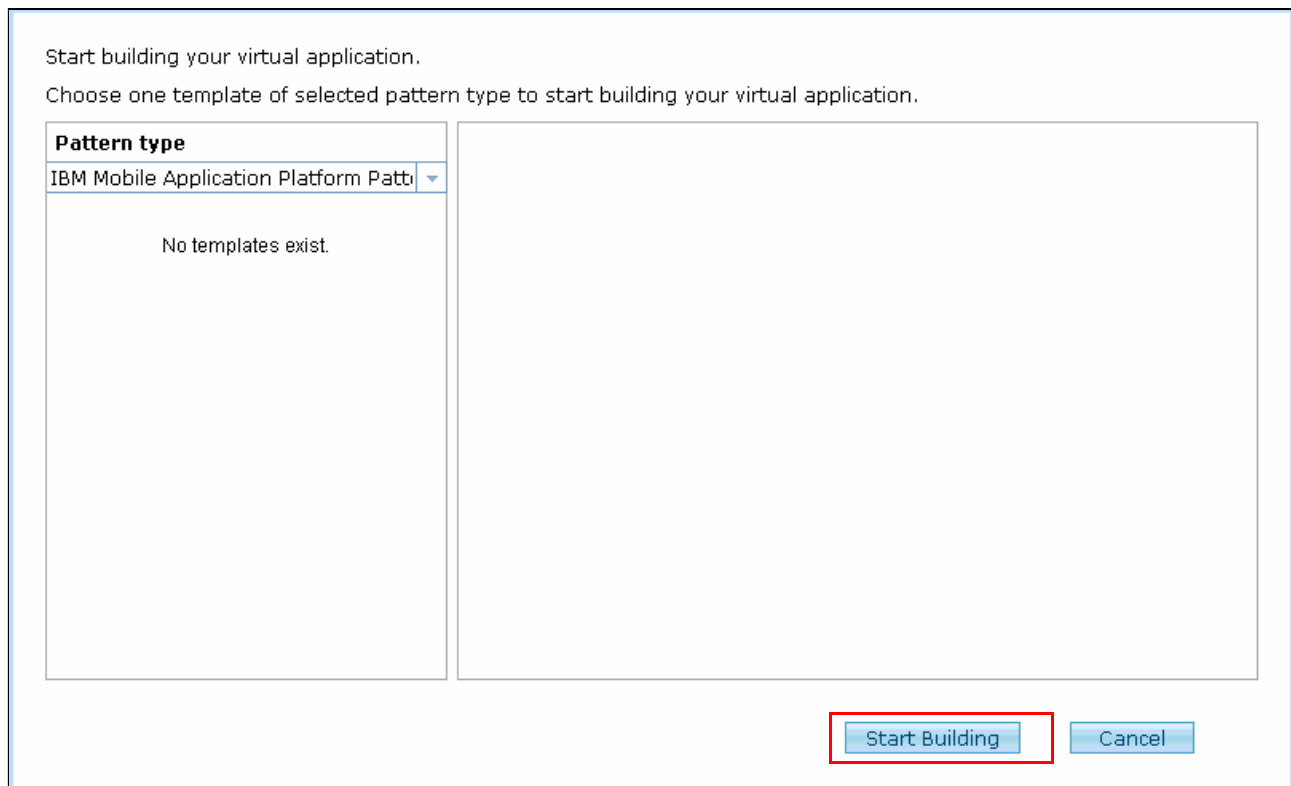 Start building your virtual application.
Choose one template of selected pattern type to start building your virtual application.
Pattern type
IBM Mobile Application Platform
No templates exist.
Start Building
Cancel